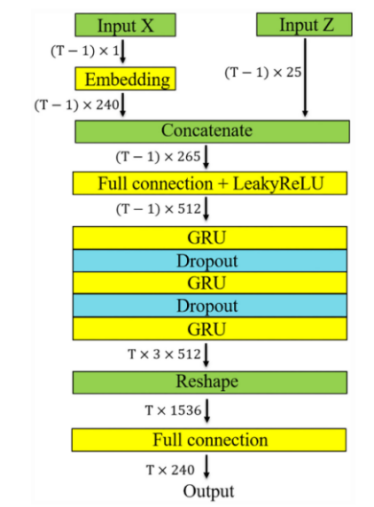 Input X
Input Z
(T − 1) × 1
(T − 1) × 25
Embedding
(T − 1) × 240
Concatenate
(T − 1) × 265
Full connection + LeakyReLU
(T − 1) × 512
GRU
Dropout
GRU
Dropout
GRU
T × 3 × 512
Reshape
T × 1536
Full connection
T × 240
Output